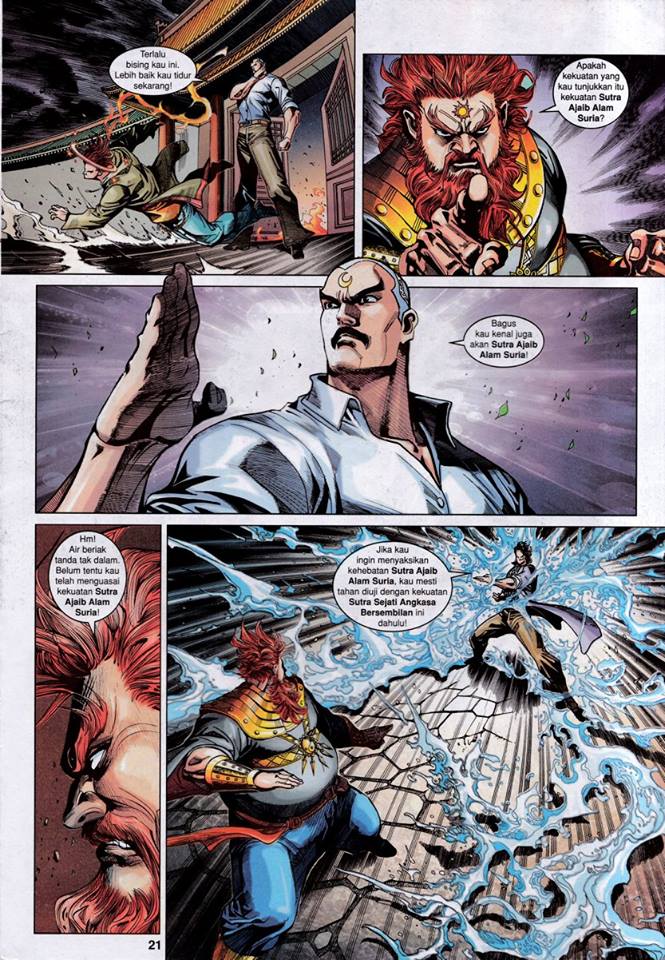 Terlalu
bising kau ini.
Lebih baik kau tidur
sekarang!
Apakah
kekuatan yang
kau tunjukkan itu
kekuatan Sutra
Ajaib Alam
Suria?
Bagus
kau kenal juga
akan Sutra Ajaib
Alam Suria!
Hm!
Air beriak
tanda tak dalam.
Belum tentu kau
telah menguasai
kekuatan Sutra
Ajaib Alam
Suria!
Jika kau
ingin menyaksikan
kehebatan Sutra Ajaib
Alam Suria, kau mesti
tahan diuji dengan kekuatan
Sutra Sejati Angkasa
Bersembilan ini
dahulu!
21